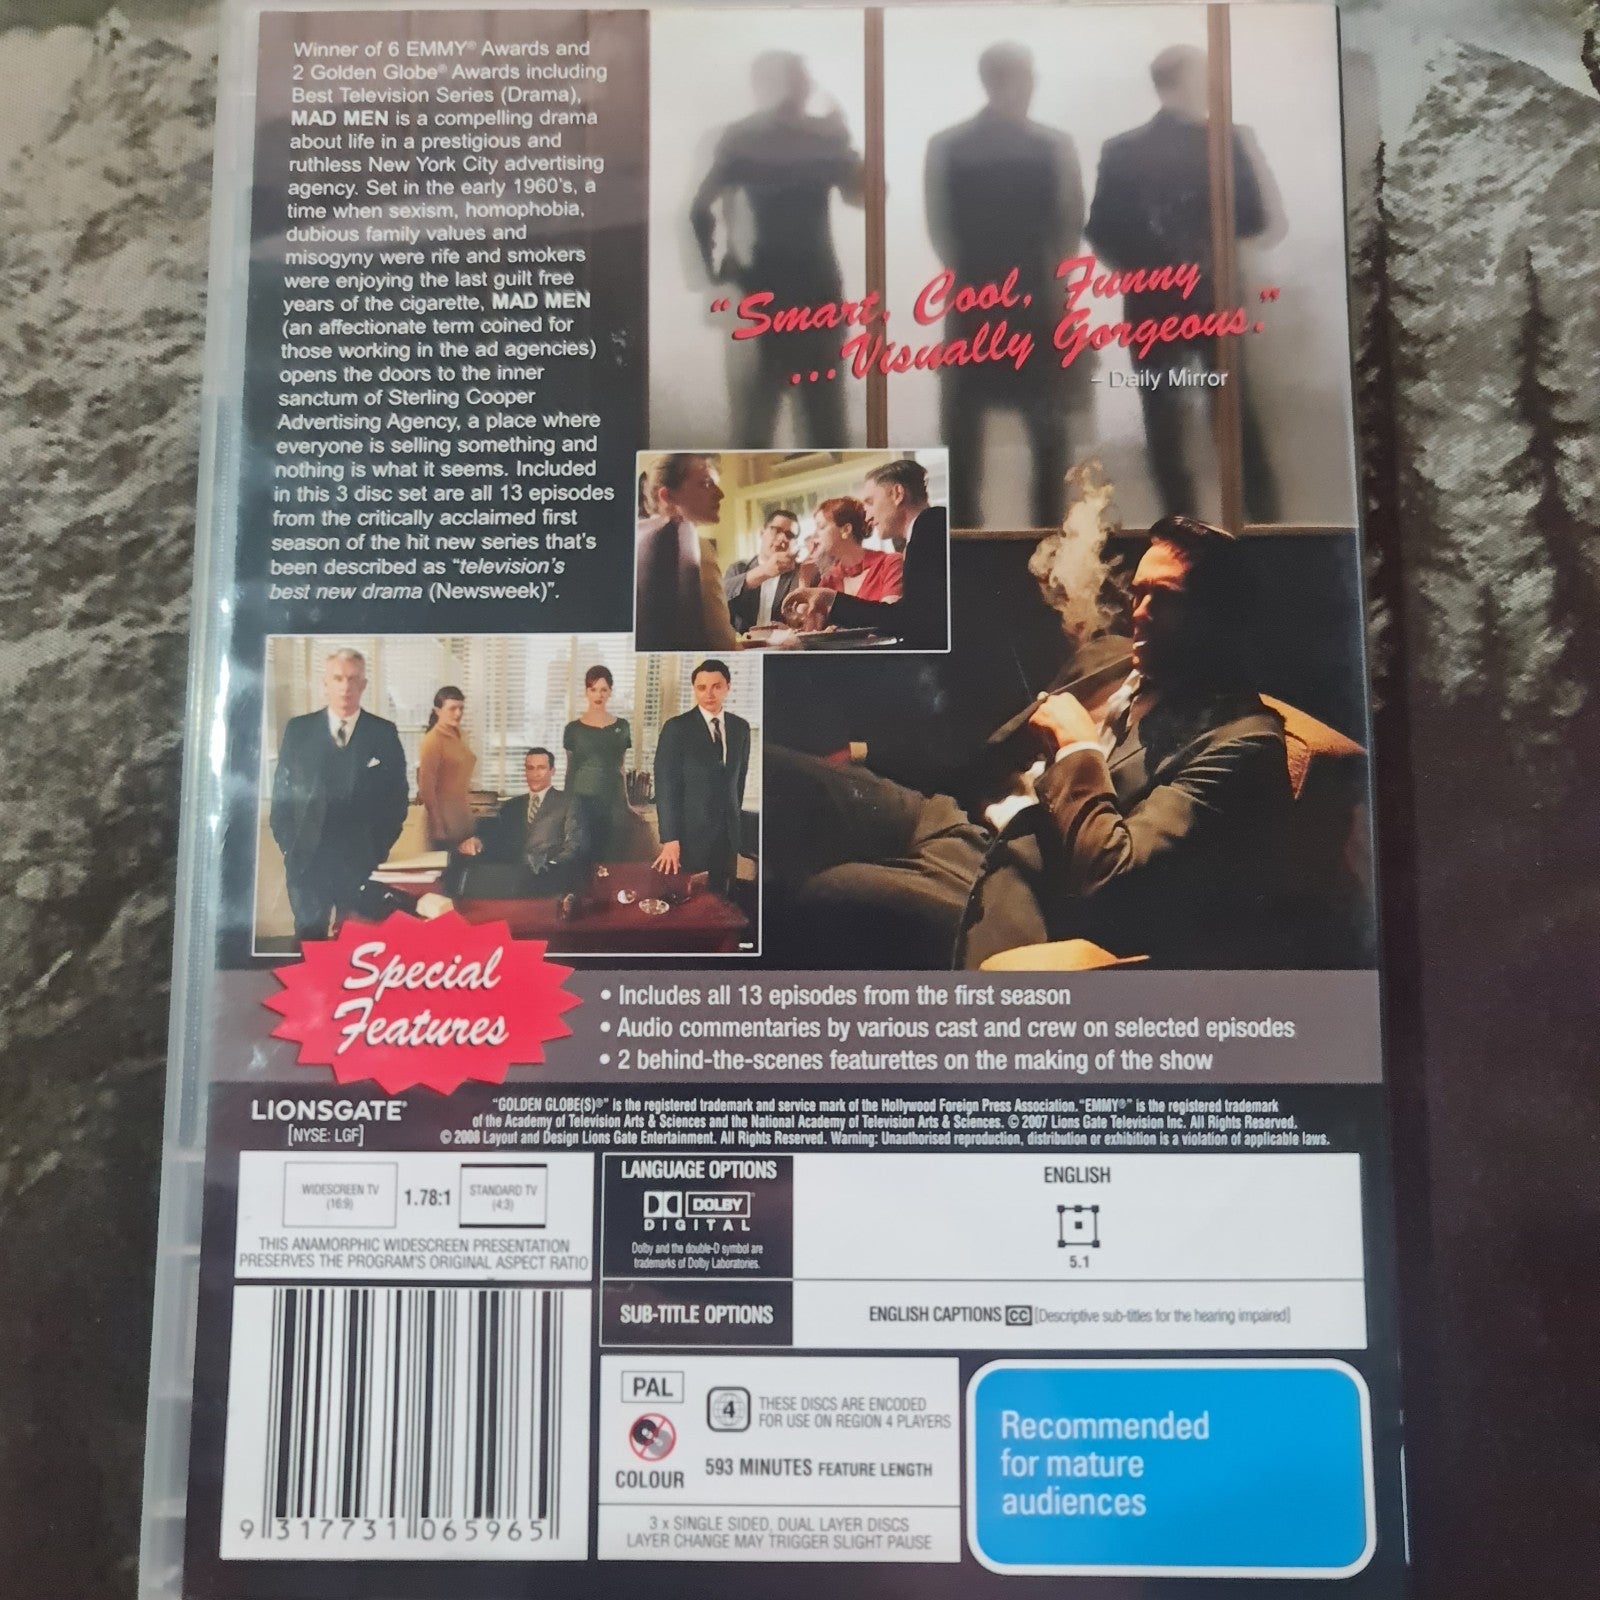 Winner of 6 EMMY® Awards and
2 Golden Globe® Awards including
Best Television Series (Drama),
MAD MEN is a compelling drama
about life in a prestigious and
ruthless New York City advertising
agency. Set in the early 1960's, a
time when sexism, homophobia,
dubious family values and
misogyny were rife and smokers
were enjoying the last guilt free
years of the cigarette, MAD MEN
(an affectionate term coined for
those working in the ad agencies)
opens the doors to the inner
sanctum of Sterling Cooper
Advertising Agency, a place where
everyone is selling something and
nothing is what it seems. Included
in this 3 disc set are all 13 episodes
from the critically acclaimed first
season of the hit new series that's
been described as "television's
best new drama (Newsweek)".
"Smart, Cool, Funny
...Visually Gorgeous."
– Daily Mirror
Special
Features
• Includes all 13 episodes from the first season
• Audio commentaries by various cast and crew on selected episodes
• 2 behind-the-scenes featurettes on the making of the show
LIONSGATE®
[NYSE: LGF]
"GOLDEN GLOBE(S)®" is the registered trademark and service mark of the Hollywood Foreign Press Association. "EMMY®" is the registered trademark
of the Academy of Television Arts & Sciences and the National Academy of Television Arts & Sciences. © 2007 Lions Gate Television Inc. All Rights Reserved.
© 2008 Layout and Design Lions Gate Entertainment. All Rights Reserved. Warning: Unauthorised reproduction, distribution or exhibition is a violation of applicable laws.
WIDESCREEN TV
(16:9)
1.78:1
STANDARD TV
(4:3)
THIS ANAMORPHIC WIDESCREEN PRESENTATION
PRESERVES THE PROGRAM'S ORIGINAL ASPECT RATIO
LANGUAGE OPTIONS
DOLBY
DIGITAL
Dolby and the double-D symbol are
trademarks of Dolby Laboratories.
ENGLISH
5.1
SUB-TITLE OPTIONS
ENGLISH CAPTIONS CC [Descriptive sub-titles for the hearing impaired]
9 317731 065965
PAL
COLOUR
4
THESE DISCS ARE ENCODED
FOR USE ON REGION 4 PLAYERS
593 MINUTES FEATURE LENGTH
3 x SINGLE SIDED, DUAL LAYER DISCS
LAYER CHANGE MAY TRIGGER SLIGHT PAUSE
Recommended
for mature
audiences